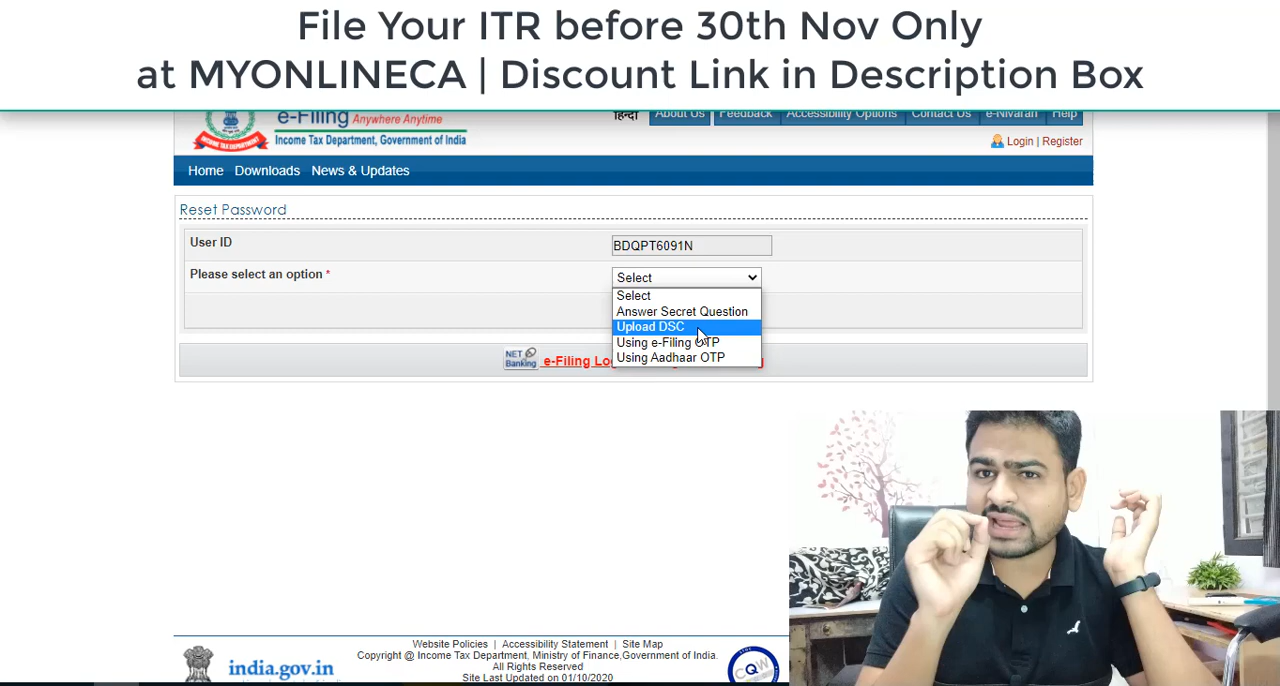 File Your ITR before 30th Nov Only
at MYONLINECA | Discount Link in Description Box
e-Filing Anywhere Anytime
Income Tax Department, Government of India
हिन्दी About Us Feedback Accessibility Options Contact Us e-Nivaran Help
Login | Register
Home Downloads News & Updates
Reset Password
User ID BDQPT6091N
Please select an option * Select
Select
Answer Secret Question
Upload DSC
Using e-Filing OTP
Using Aadhaar OTP
NET Banking e-Filing
Website Policies | Accessibility Statement | Site Map
Copyright @ Income Tax Department, Ministry of Finance,Government of India.
All Rights Reserved
Site Last Updated on 01/10/2020
india.gov.in
CQW